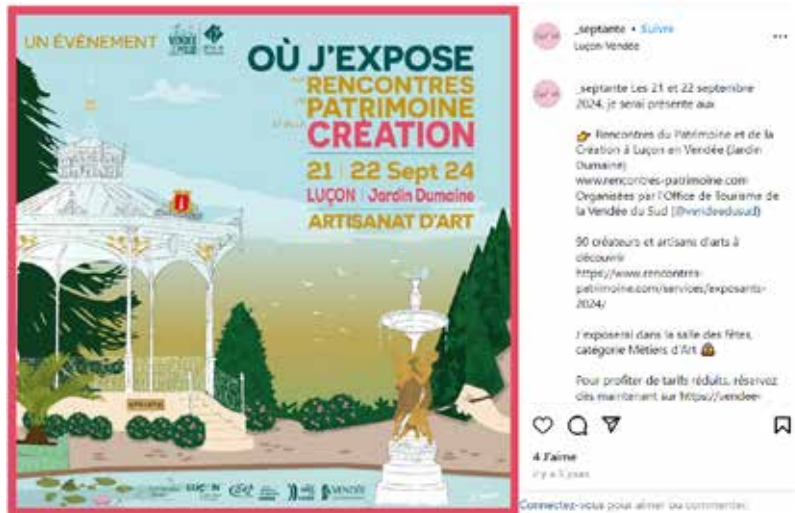 UN ÉVÉNEMENT
OÙ J'EXPOSE
RENCONTRES
PATRIMOINE
CRÉATION
21 | 22 Sept 24
LUÇON | Jardin Dumaine
ARTISANAT D'ART
LUÇON
VENDÉE
_septante • Suivre
Luçon Vendée
_septante Les 21 et 22 septembre
2024, je serai présente aux
👉 Rencontres du Patrimoine et de la
Création à Luçon en Vendée (Jardin
Dumaine)
www.rencontres-patrimoine.com
Organisées par l'Office de Tourisme de
la Vendée du Sud (@vendeedusud)
90 créateurs et artisans d'arts à
découvrir
https://www.rencontres-
patrimoine.com/services/exposants-
2024/
J'exposerai dans la salle des fêtes,
catégorie Métiers d'Art
Pour profiter de tarifs réduits, réservez
dès maintenant sur https://vendee-
4 J'aime
il y a 5 jours
Connectez-vous pour aimer ou commenter.